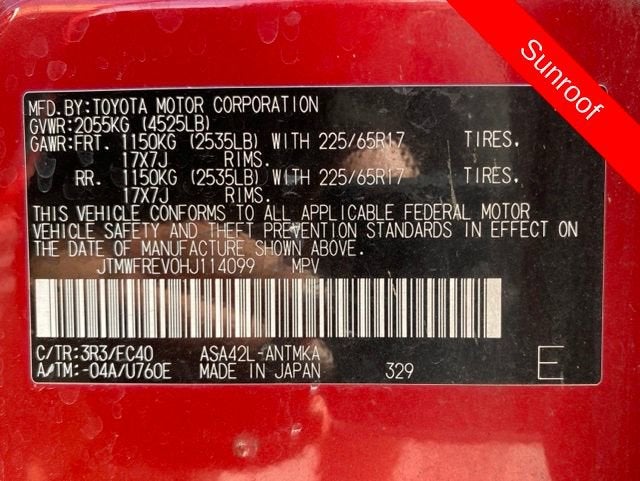 Sunroof
MFD.BY:TOYOTA MOTOR CORPORATION
GVWR:2055KG (4525LB)
GAWR:FRT. 1150KG (2535LB) WITH 225/65R17 TIRES.
17X7J RIMS.
RR. 1150KG (2535LB) WITH 225/65R17 TIRES.
17X7J RIMS.
THIS VEHICLE CONFORMS TO ALL APPLICABLE FEDERAL MOTOR
VEHICLE SAFETY AND THEFT PREVENTION STANDARDS IN EFFECT ON
THE DATE OF MANUFACTURE SHOWN ABOVE.
JTMWFREV0HJ114099 MPV
C/TR:3R3/FC40 ASA42L-ANTMKA
A/TM:-04A/U760E MADE IN JAPAN 329 E